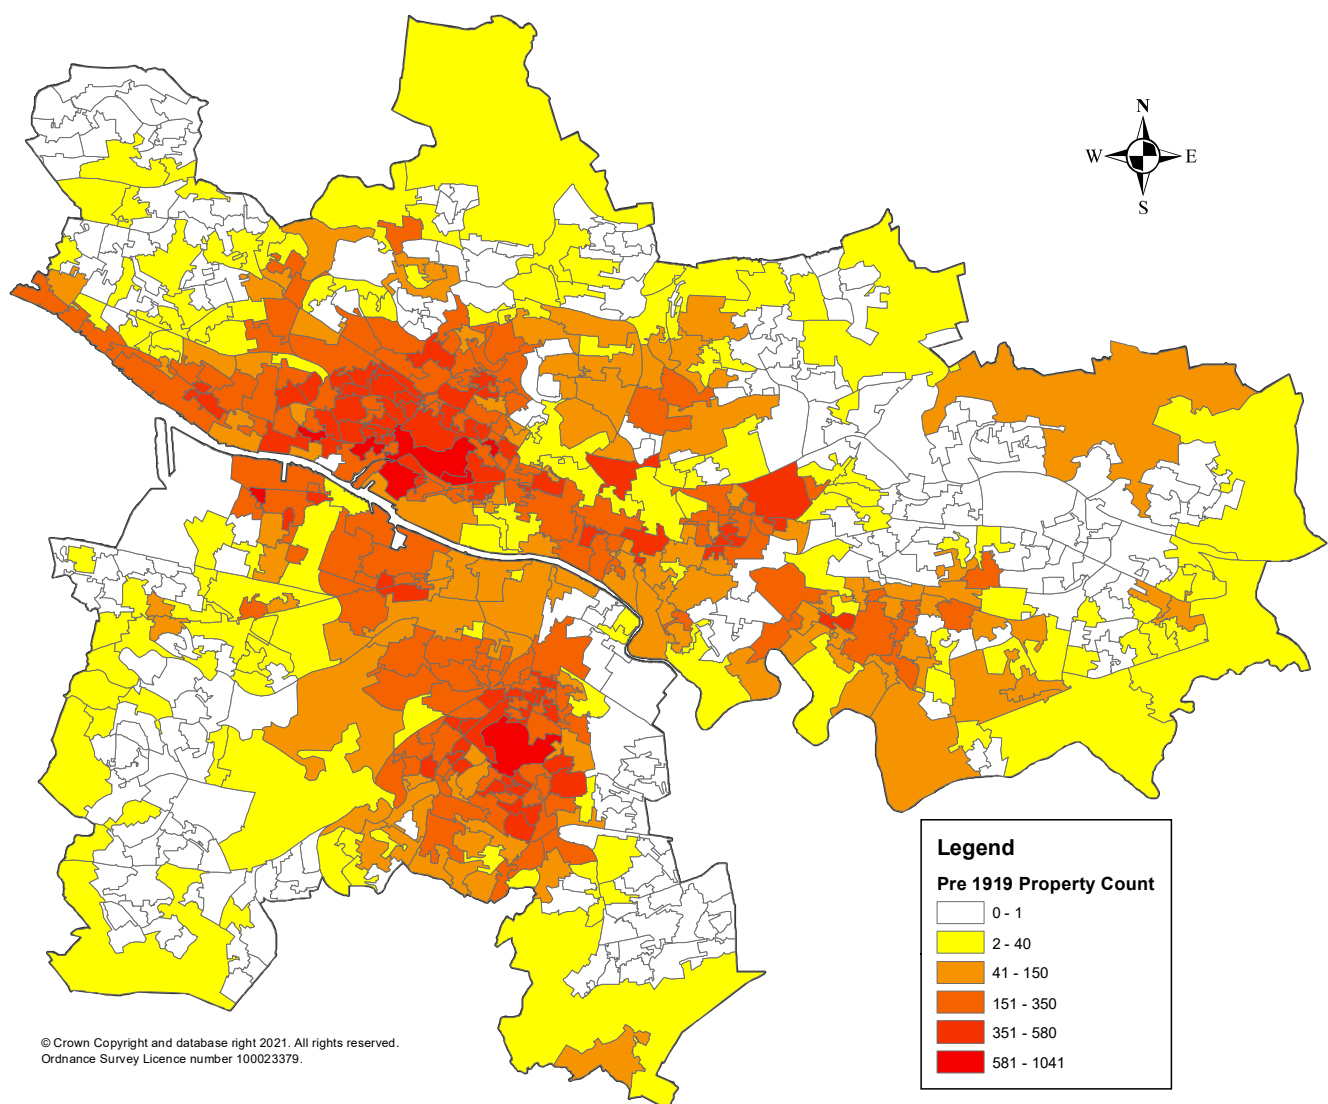 N
W E
S
Legend
Pre 1919 Property Count
0 - 1
2 - 40
41 - 150
151 - 350
351 - 580
581 - 1041
© Crown Copyright and database right 2021. All rights reserved.
Ordnance Survey Licence number 100023379.